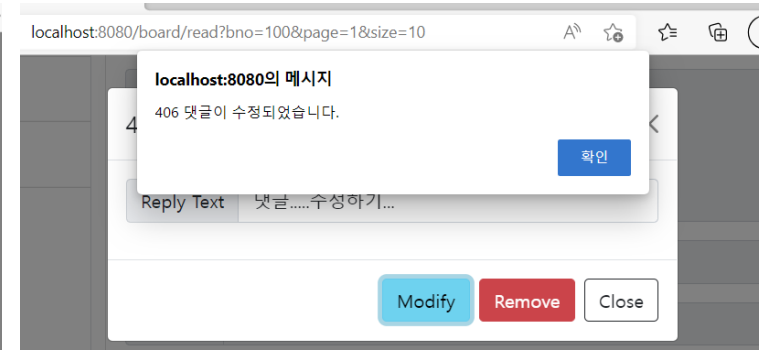 localhost:8080/board/read?bno=100&page=1&size=10
localhost:8080의 메시지
406 댓글이 수정되었습니다.
확인
4
Reply Text 댓글.....수정하기...
Modify Remove Close